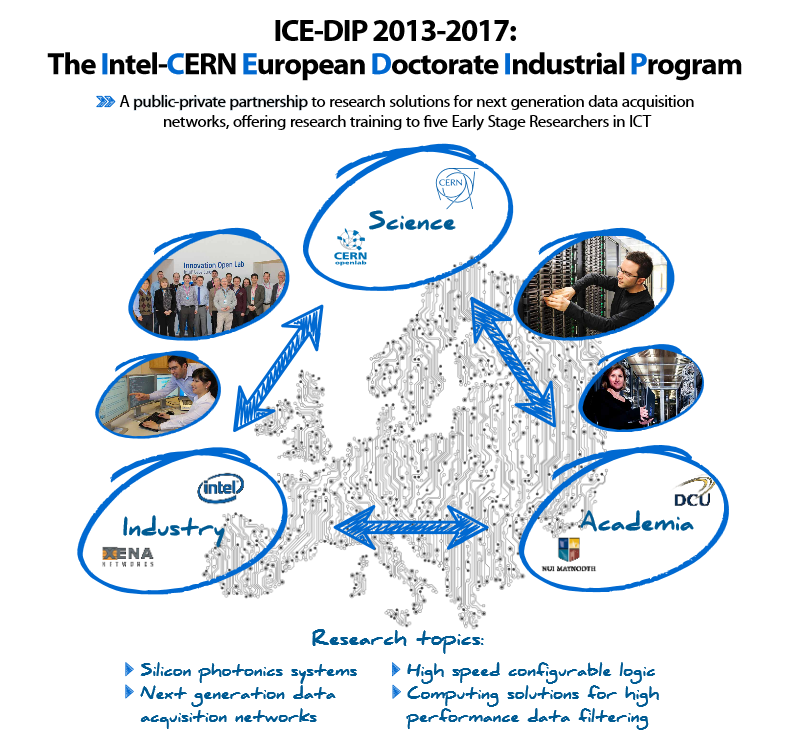 ICE-DIP 2013-2017:
The Intel-CERN European Doctorate Industrial Program
A public-private partnership to research solutions for next generation data acquisition
networks, offering research training to five Early Stage Researchers in ICT
CERN
Science
CERN
openlab
Innovation Open Lab
intel
Industry
XENA
NETWORKS
DCU
Academia
NUI MAYNOOTH
Research topics:
Silicon photonics systems
Next generation data
acquisition networks
High speed configurable logic
Computing solutions for high
performance data filtering